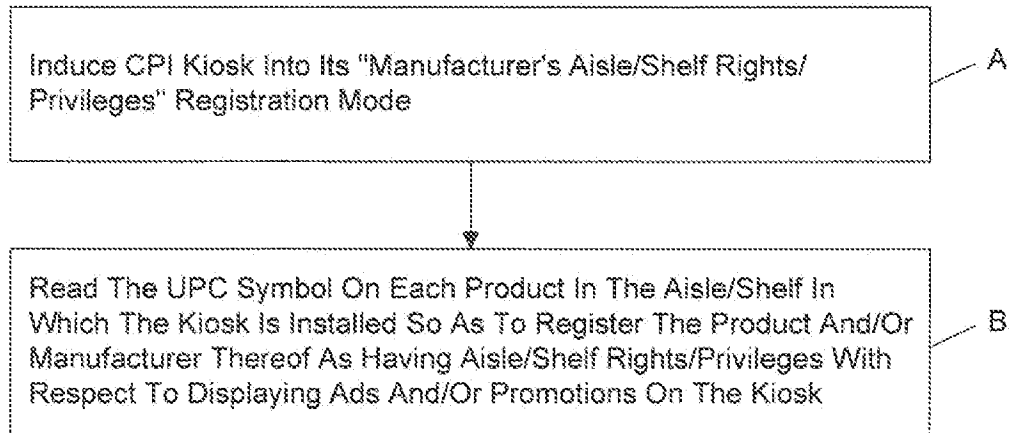 Induce CPI Kiosk Into Its "Manufacturer's Aisle/Shelf Rights/
Privileges" Registration Mode
A
Read The UPC Symbol On Each Product In The Aisle/Shelf In
Which The Kiosk Is Installed So As To Register The Product And/Or
Manufacturer Thereof As Having Aisle/Shelf Rights/Privileges With
Respect To Displaying Ads And/Or Promotions On The Kiosk
B